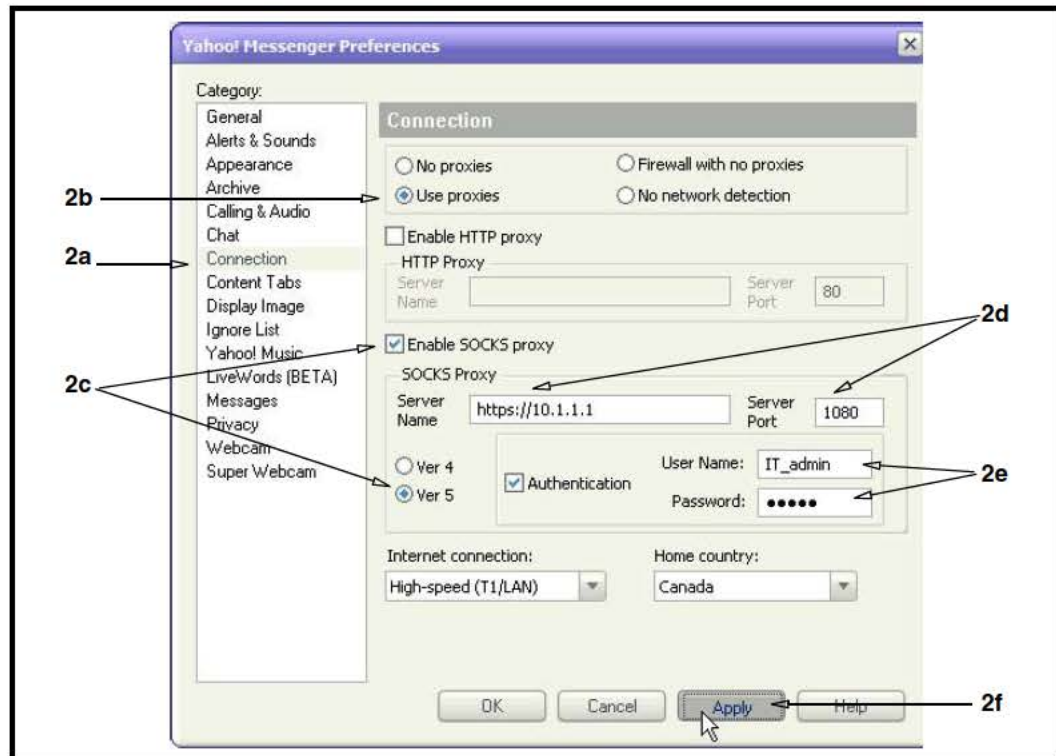 Yahoo! Messenger Preferences
Category:
General
Alerts & Sounds
Appearance
Archive
Calling & Audio
Chat
Connection
Content Tabs
Display Image
Ignore List
Yahoo! Music
LiveWords (BETA)
Messages
Privacy
Webcam
Super Webcam
Connection
No proxies
Firewall with no proxies
Use proxies
No network detection
Enable HTTP proxy
HTTP Proxy
Server Name
Server Port
80
Enable SOCKS proxy
SOCKS Proxy
Server Name
https://10.1.1.1
Server Port
1080
Ver 4
Ver 5
Authentication
User Name:
IT_admin
Password:
●●●●●
Internet connection:
High-speed (T1/LAN)
Home country:
Canada
OK
Cancel
Apply
Help
2b
2a
2c
2d
2e
2f